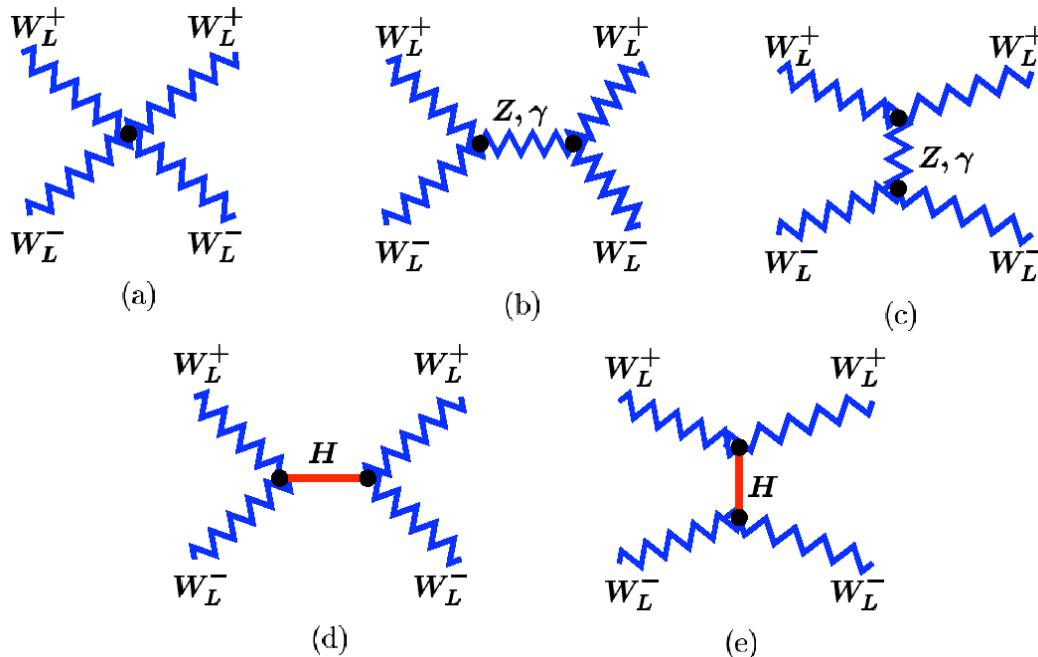 W_L^+ W_L^+ W_L^+ W_L^+ W_L^+ W_L^+
Z, γ
Z, γ
W_L^- W_L^- W_L^- W_L^- W_L^- W_L^-
(a) (b) (c)
W_L^+ W_L^+ W_L^+ W_L^+
H H
W_L^- W_L^- W_L^- W_L^-
(d) (e)